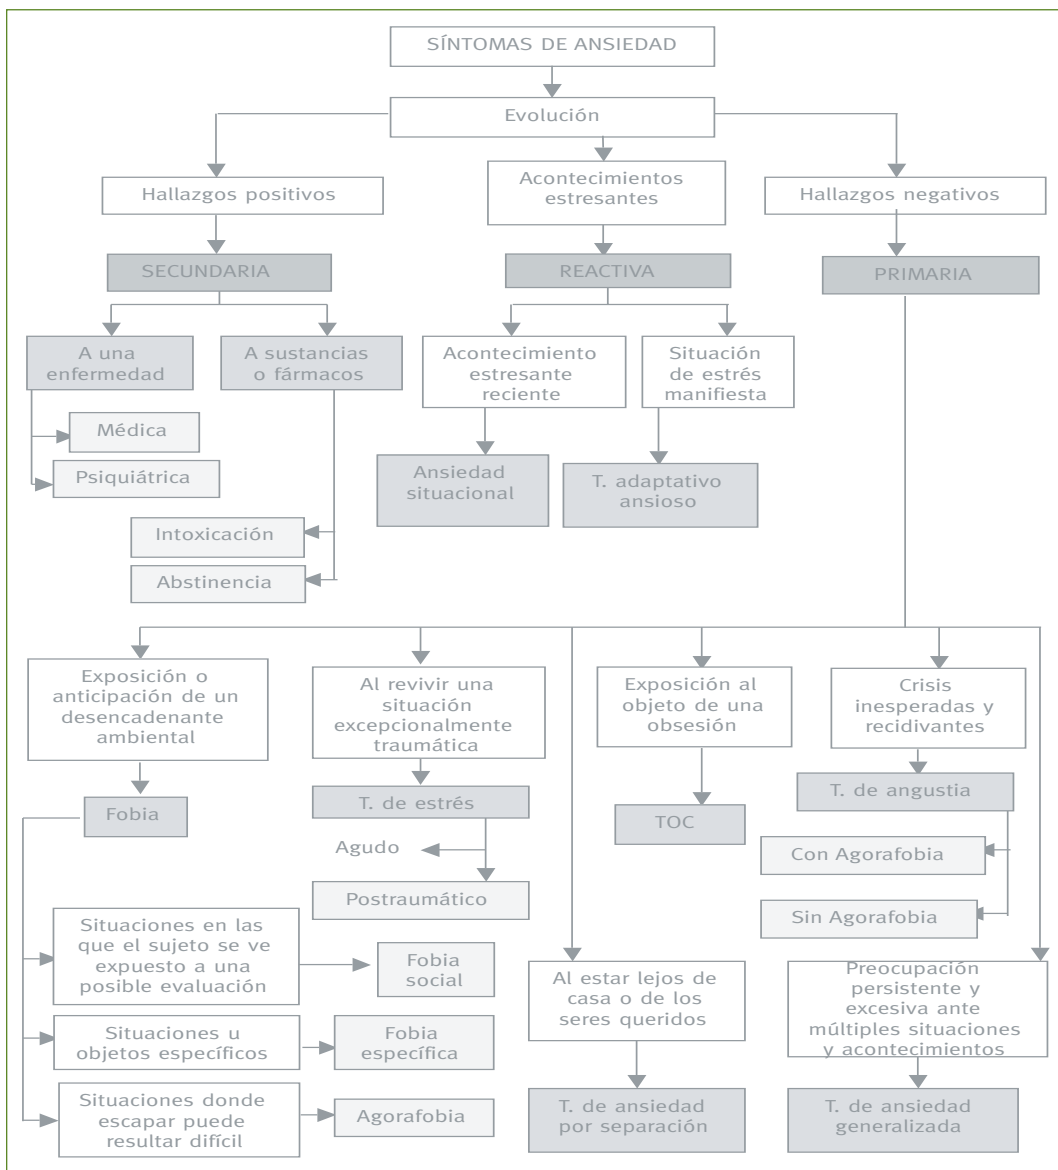 SÍNTOMAS DE ANSIEDAD
Evolución
Hallazgos positivos
Acontecimientos
estresantes
Hallazgos negativos
SECUNDARIA
REACTIVA
PRIMARIA
A una
enfermedad
A sustancias
o fármacos
Acontecimiento
estresante
reciente
Situación
de estrés
manifiesta
Médica
Psiquiátrica
Ansiedad
situacional
T. adaptativo
ansioso
Intoxicación
Abstinencia
Exposición o
anticipación de un
desencadenante
ambiental
Al revivir una
situación
excepcionalmente
traumática
Exposición al
objeto de una
obsesión
Crisis
inesperadas y
recidivantes
Fobia
T. de estrés
TOC
T. de angustia
Agudo
Postraumático
Con Agorafobia
Sin Agorafobia
Situaciones en las
que el sujeto se ve
expuesto a una
posible evaluación
Fobia
social
Al estar lejos de
casa o de los
seres queridos
Preocupación
persistente y
excesiva ante
múltiples situaciones
y acontecimientos
Situaciones u
objetos específicos
Fobia
específica
Situaciones donde
escapar puede
resultar difícil
Agorafobia
T. de ansiedad
por separación
T. de ansiedad
generalizada